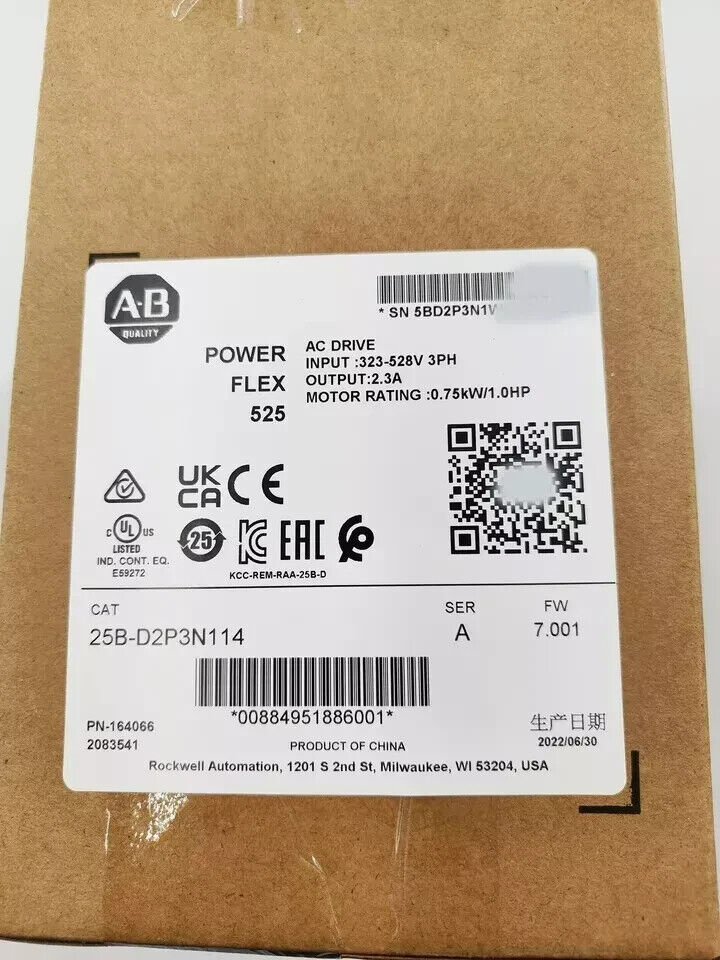 A-B
QUALITY
* SN 5BD2P3N1
POWER
FLEX
525
AC DRIVE
INPUT :323-528V 3PH
OUTPUT:2.3A
MOTOR RATING :0.75kW/1.0HP
UK
CA
CE
C UL US
LISTED
IND. CONT. EQ.
E59272
25
EAC
KCC-REM-RAA-25B-D
CAT
25B-D2P3N114
SER
A
FW
7.001
*00884951886001*
PN-164066
2083541
PRODUCT OF CHINA
生产日期
2022/06/30
Rockwell Automation, 1201 S 2nd St, Milwaukee, WI 53204, USA